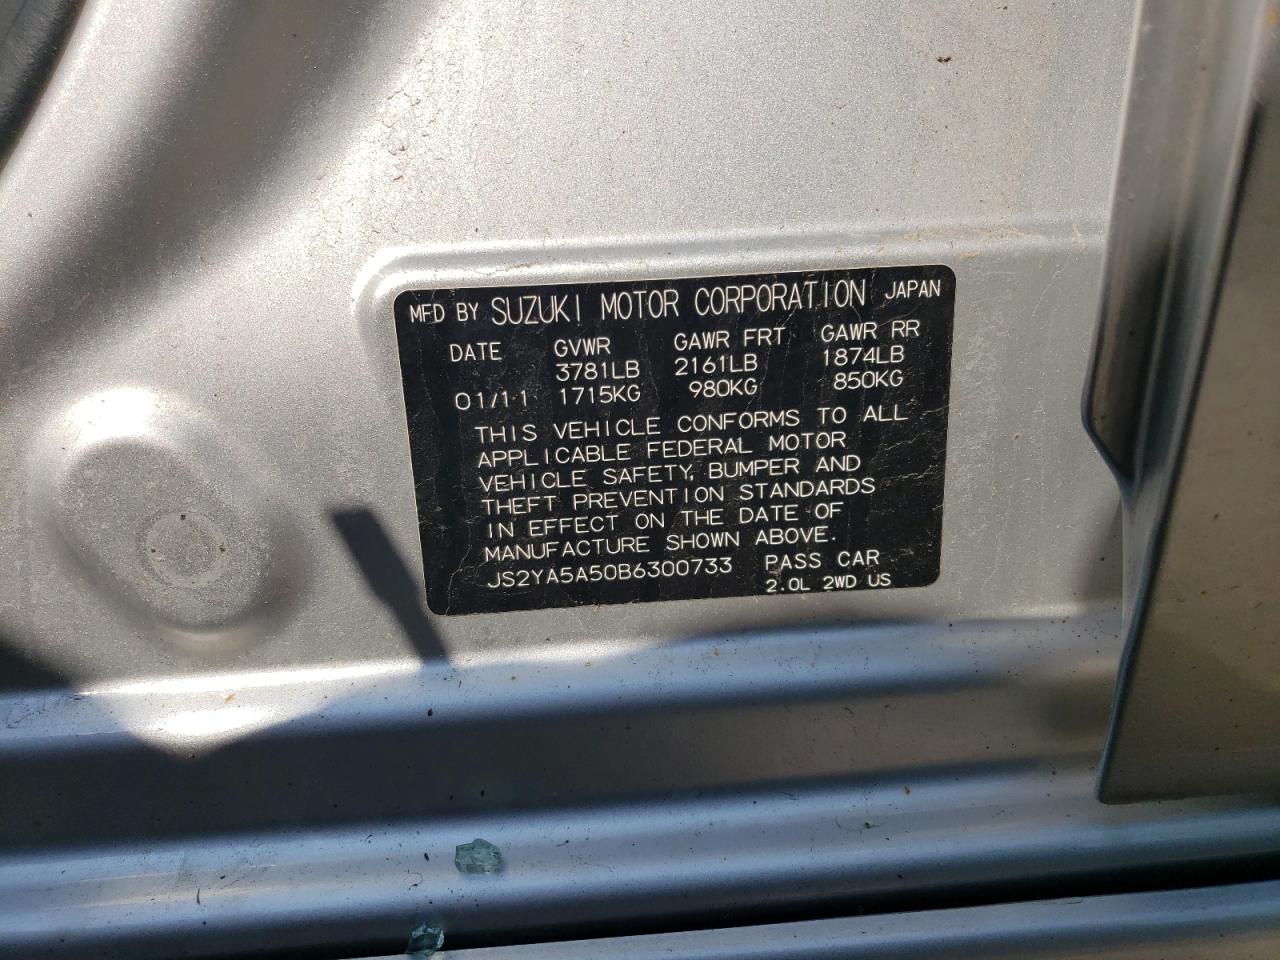 MFD BY SUZUKI MOTOR CORPORATION JAPAN
DATE GVWR GAWR FRT GAWR RR
3781LB 2161LB 1874LB
01/11 1715KG 980KG 850KG
THIS VEHICLE CONFORMS TO ALL
APPLICABLE FEDERAL MOTOR
VEHICLE SAFETY, BUMPER AND
THEFT PREVENTION STANDARDS
IN EFFECT ON THE DATE OF
MANUFACTURE SHOWN ABOVE.
JS2YA5A50B6300733 PASS CAR
2.0L 2WD US